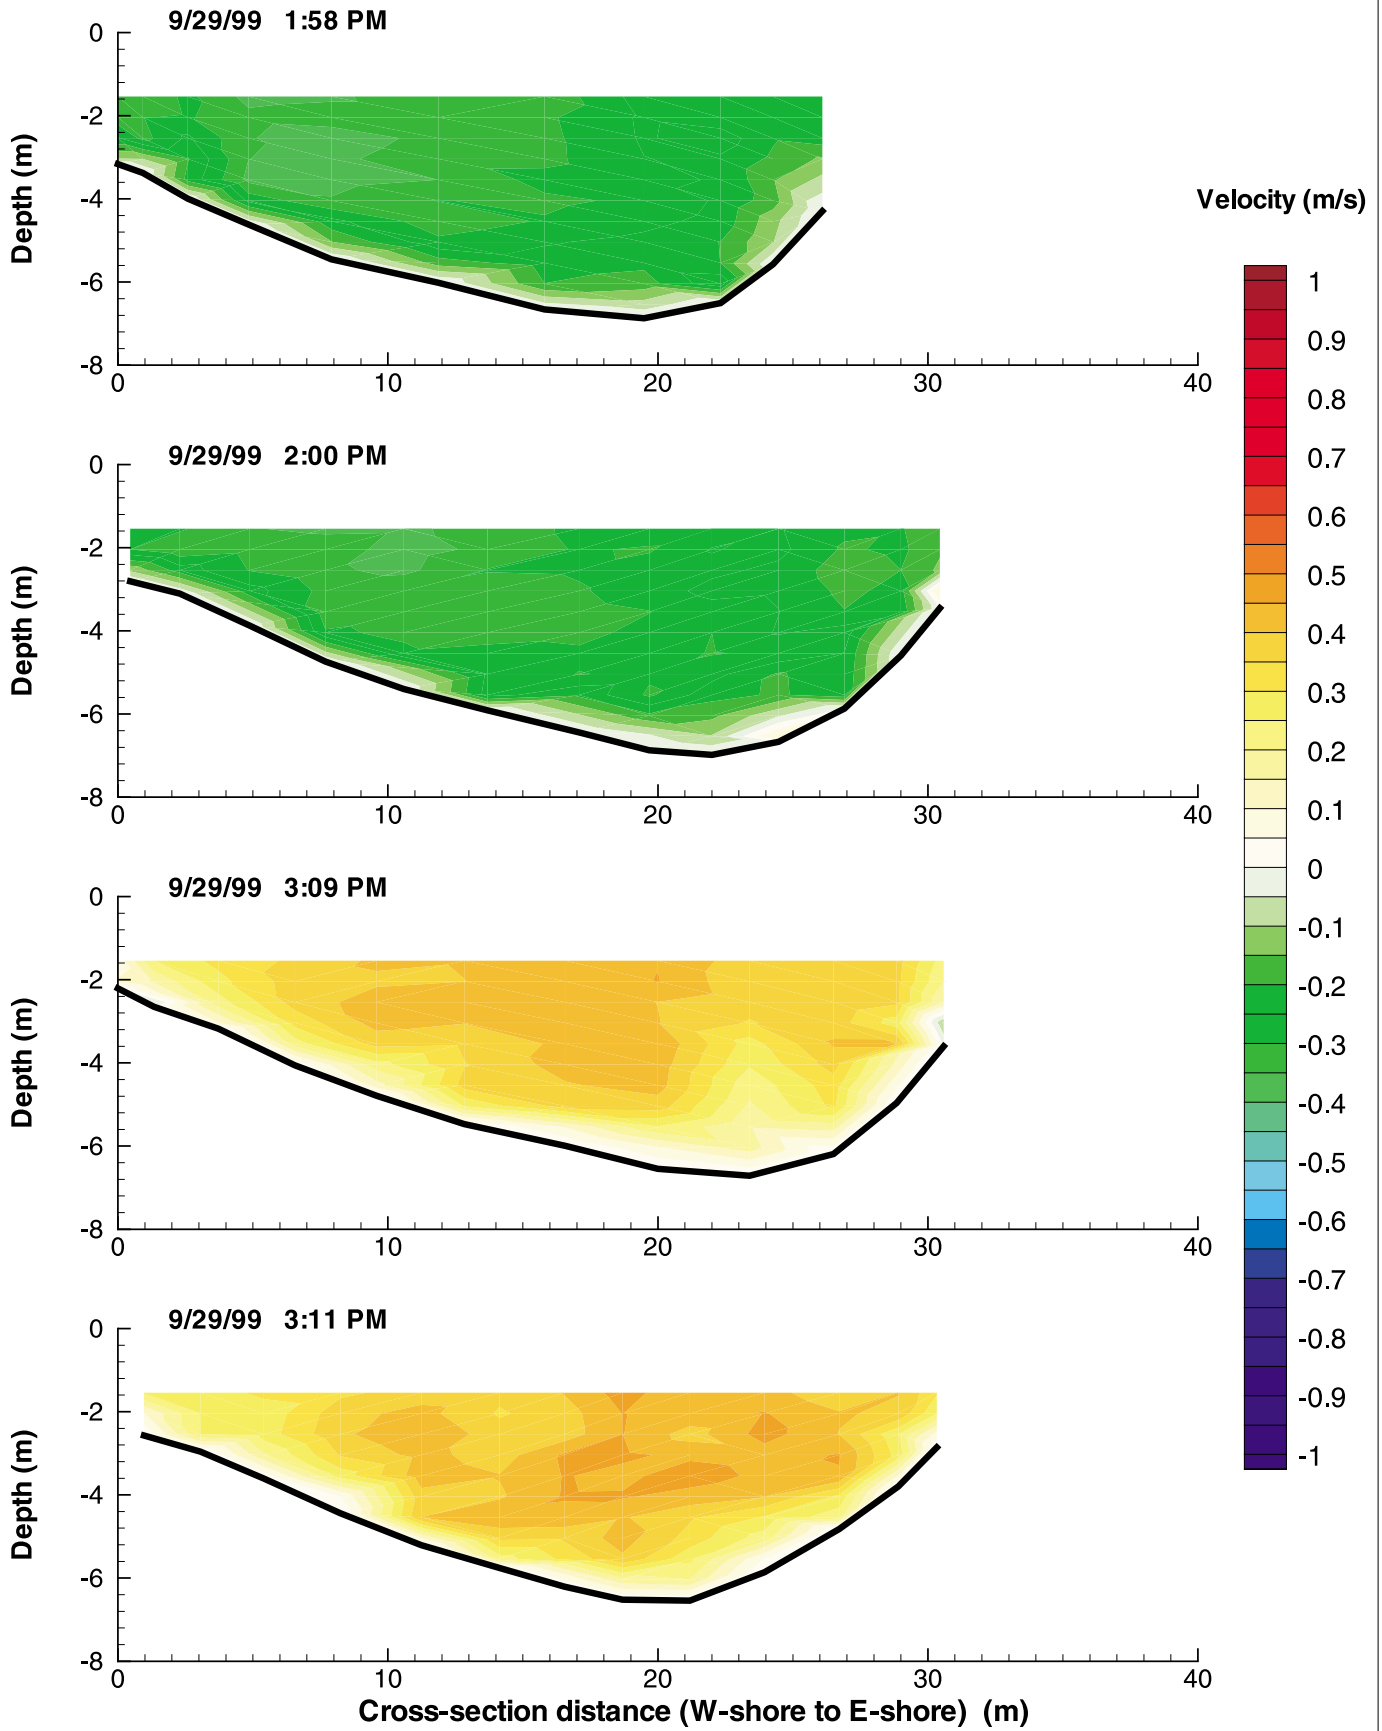 9/29/99 1:58 PM
0
-2
-4
-6
-8
Depth (m)
0 10 20 30 40
9/29/99 2:00 PM
0
-2
-4
-6
-8
Depth (m)
0 10 20 30 40
9/29/99 3:09 PM
0
-2
-4
-6
-8
Depth (m)
0 10 20 30 40
9/29/99 3:11 PM
0
-2
-4
-6
-8
Depth (m)
0 10 20 30 40
Cross-section distance (W-shore to E-shore) (m)
Velocity (m/s)
1
0.9
0.8
0.7
0.6
0.5
0.4
0.3
0.2
0.1
0
-0.1
-0.2
-0.3
-0.4
-0.5
-0.6
-0.7
-0.8
-0.9
-1